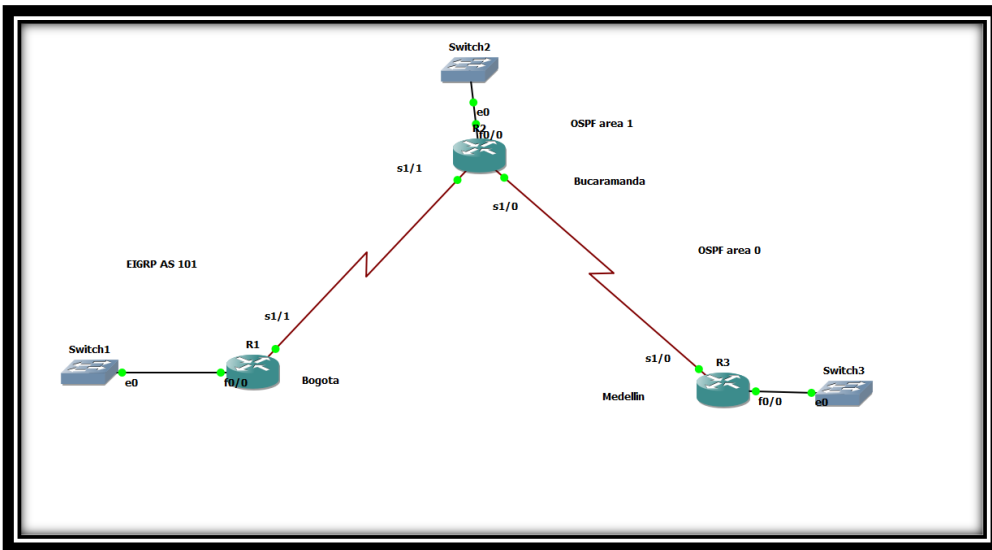 Switch2
e0
OSPF area 1
R2
f0/0
s1/1
Bucaramanda
s1/0
OSPF area 0
EIGRP AS 101
s1/1
R1
Switch1
s1/0
R3
Switch3
e0
f0/0
Bogota
Medellin
f0/0
e0